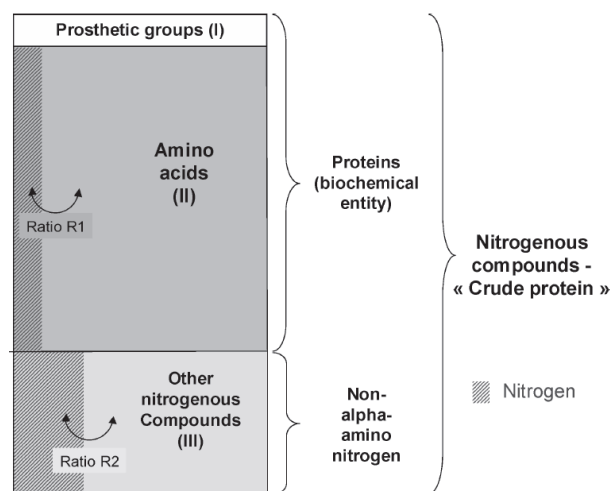 Prosthetic groups (I)
Amino
acids
(II)
Ratio R1
Proteins
(biochemical
entity)
Nitrogenous
compounds -
« Crude protein »
Other
nitrogenous
Compounds
(III)
Ratio R2
Non-
alpha-
amino
nitrogen
Nitrogen